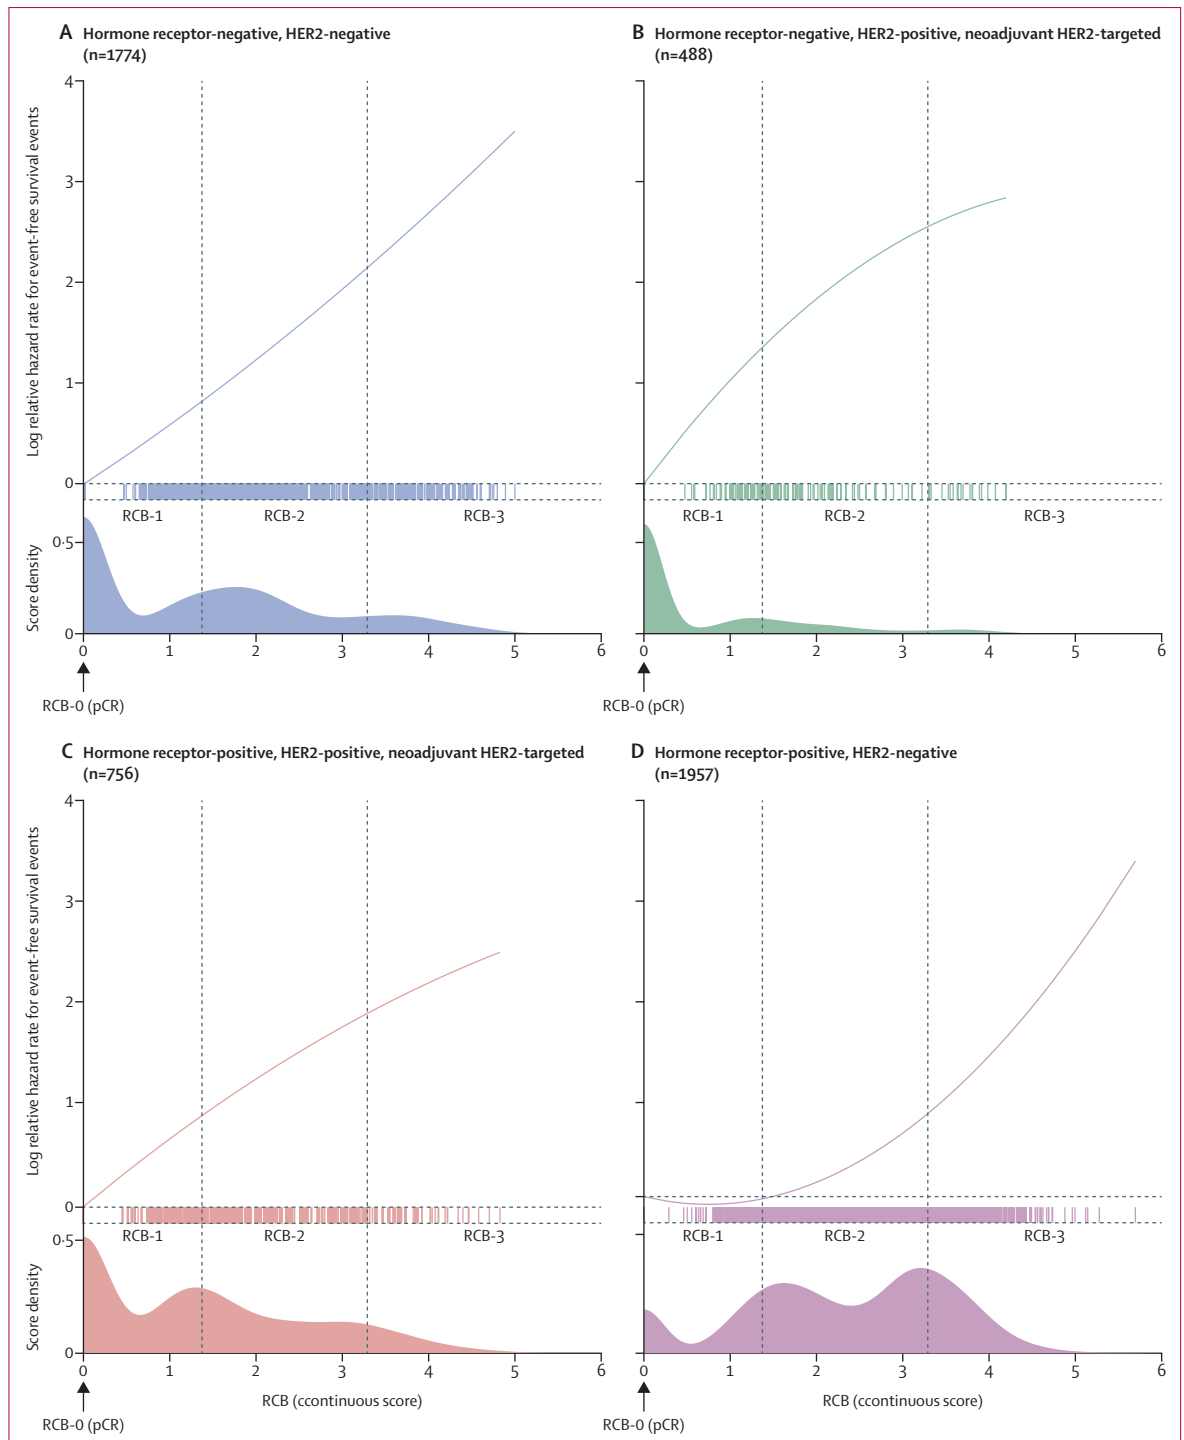 A Hormone receptor-negative, HER2-negative
(n=1774)
Log relative hazard rate for event-free survival events
4
3
2
1
0
RCB-1
RCB-2
RCB-3
Score density
0·5
0
0
1
2
3
4
5
6
RCB-0 (pCR)
B Hormone receptor-negative, HER2-positive, neoadjuvant HER2-targeted
(n=488)
RCB-1
RCB-2
RCB-3
0
1
2
3
4
5
6
RCB-0 (pCR)
C Hormone receptor-positive, HER2-positive, neoadjuvant HER2-targeted
(n=756)
Log relative hazard rate for event-free survival events
4
3
2
1
0
RCB-1
RCB-2
RCB-3
Score density
0·5
0
0
1
2
3
4
5
6
RCB (ccontinuous score)
RCB-0 (pCR)
D Hormone receptor-positive, HER2-negative
(n=1957)
RCB-1
RCB-2
RCB-3
0
1
2
3
4
5
6
RCB (ccontinuous score)
RCB-0 (pCR)